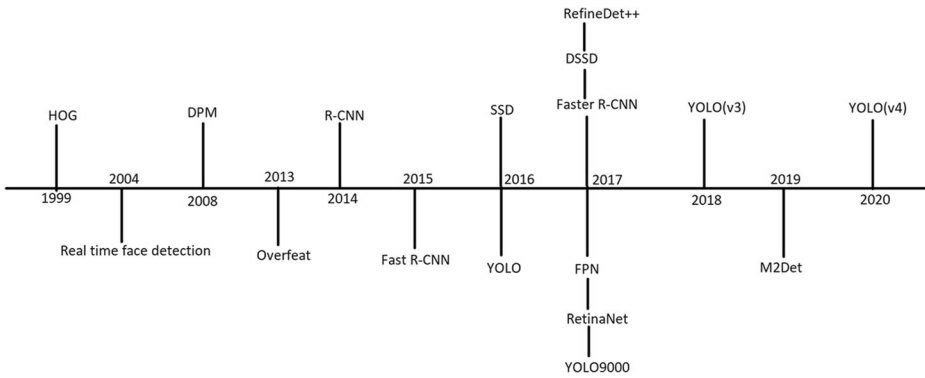 RefineDet++
DSSD
HOG
DPM
R-CNN
SSD
Faster R-CNN
YOLO(v3)
YOLO(v4)
2004
2013
2015
2016
2017
2019
1999
2008
2014
2018
2020
Real time face detection
Overfeat
Fast R-CNN
YOLO
FPN
M2Det
RetinaNet
YOLO9000